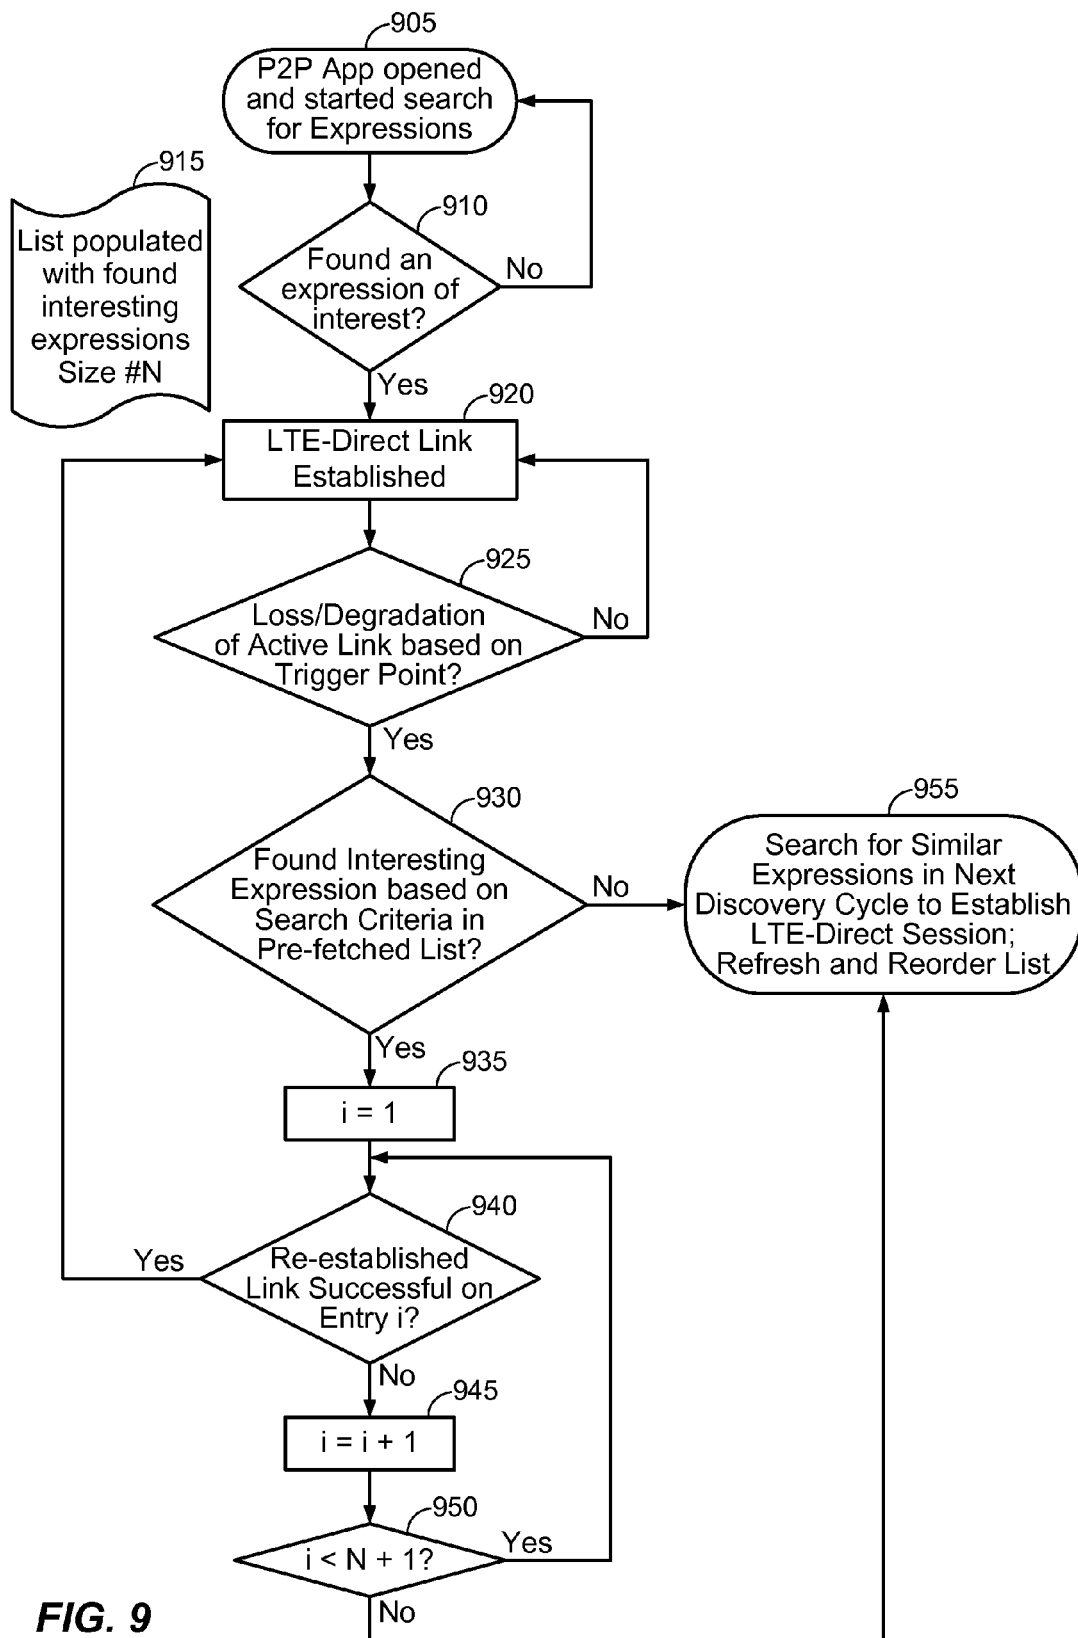 905
P2P App opened
and started search
for Expressions
915
List populated
with found
interesting
expressions
Size #N
910
Found an
expression of
interest?
No
Yes
920
LTE-Direct Link
Established
925
Loss/Degradation
of Active Link based on
Trigger Point?
No
Yes
930
Found Interesting
Expression based on
Search Criteria in
Pre-fetched List?
No
955
Search for Similar
Expressions in Next
Discovery Cycle to Establish
LTE-Direct Session;
Refresh and Reorder List
Yes
935
i = 1
940
Re-established
Link Successful on
Entry i?
Yes
No
945
i = i + 1
950
i < N + 1?
Yes
No
FIG. 9